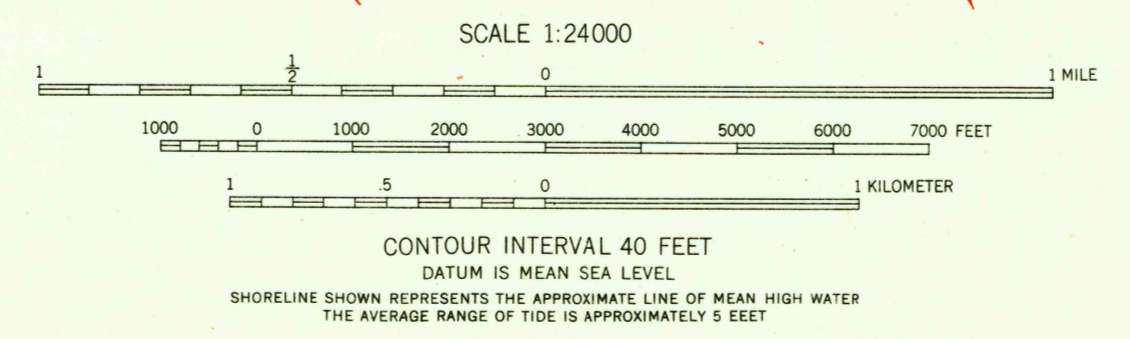 SCALE 1:24000
1 1/2 0 1 MILE
1000 0 1000 2000 3000 4000 5000 6000 7000 FEET
1 .5 0 1 KILOMETER
CONTOUR INTERVAL 40 FEET
DATUM IS MEAN SEA LEVEL
SHORELINE SHOWN REPRESENTS THE APPROXIMATE LINE OF MEAN HIGH WATER
THE AVERAGE RANGE OF TIDE IS APPROXIMATELY 5 EEET